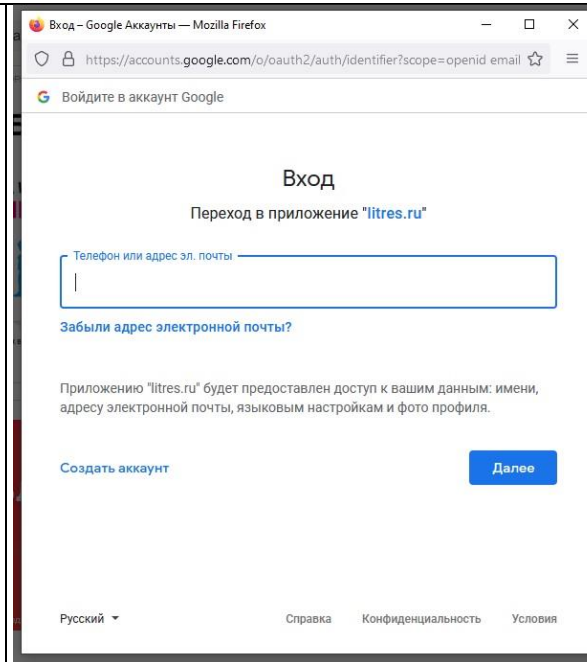 Вход – Google Аккаунты — Mozilla Firefox
https://accounts.google.com/o/oauth2/auth/identifier?scope=openid email
Войдите в аккаунт Google
Вход
Переход в приложение "litres.ru"
Телефон или адрес эл. почты
Забыли адрес электронной почты?
Приложению "litres.ru" будет предоставлен доступ к вашим данным: имени,
адресу электронной почты, языковым настройкам и фото профиля.
Создать аккаунт
Далее
Русский
Справка Конфиденциальность Условия